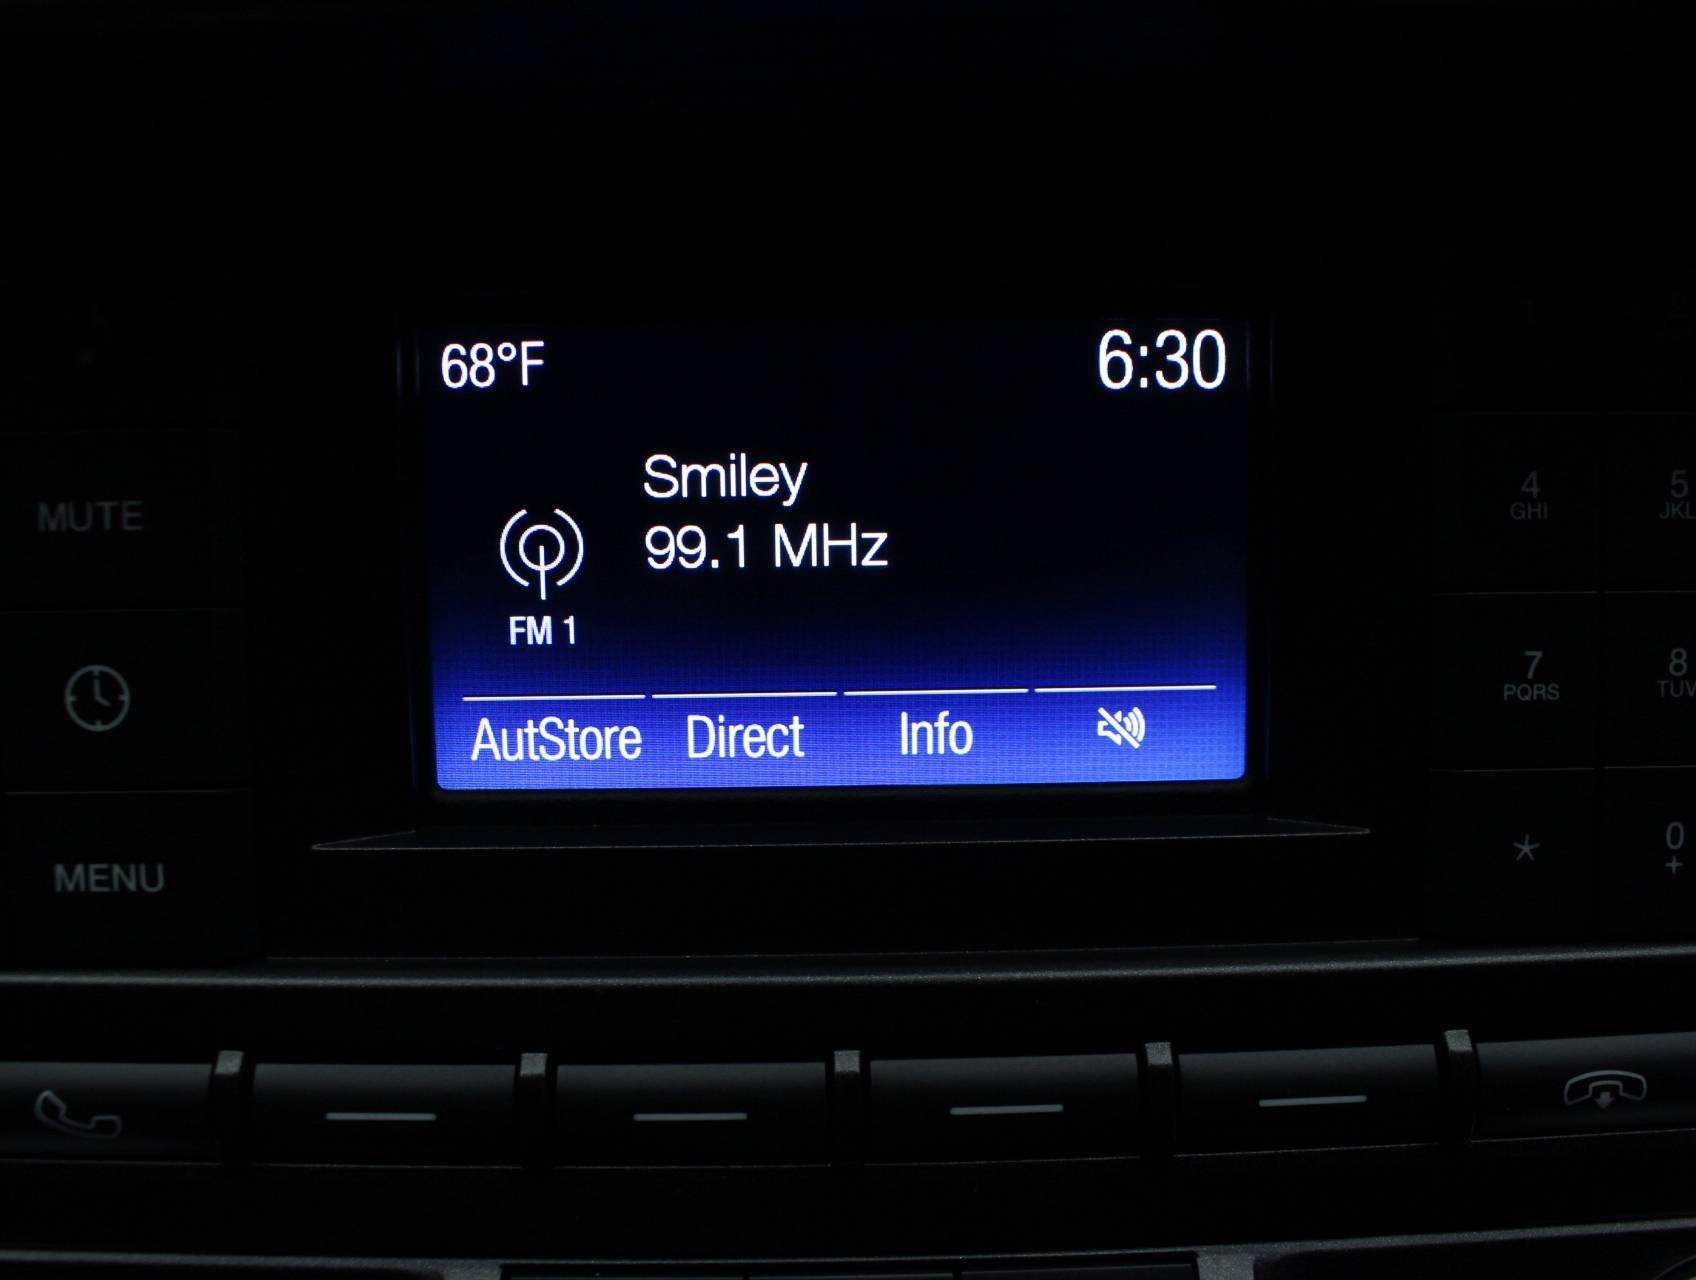 68°F
6:30
Smiley
99.1 MHz
FM 1
AutStore Direct Info
MUTE
MENU
4
GHI
5
JKL
7
PQRS
8
TUV
*
0
+